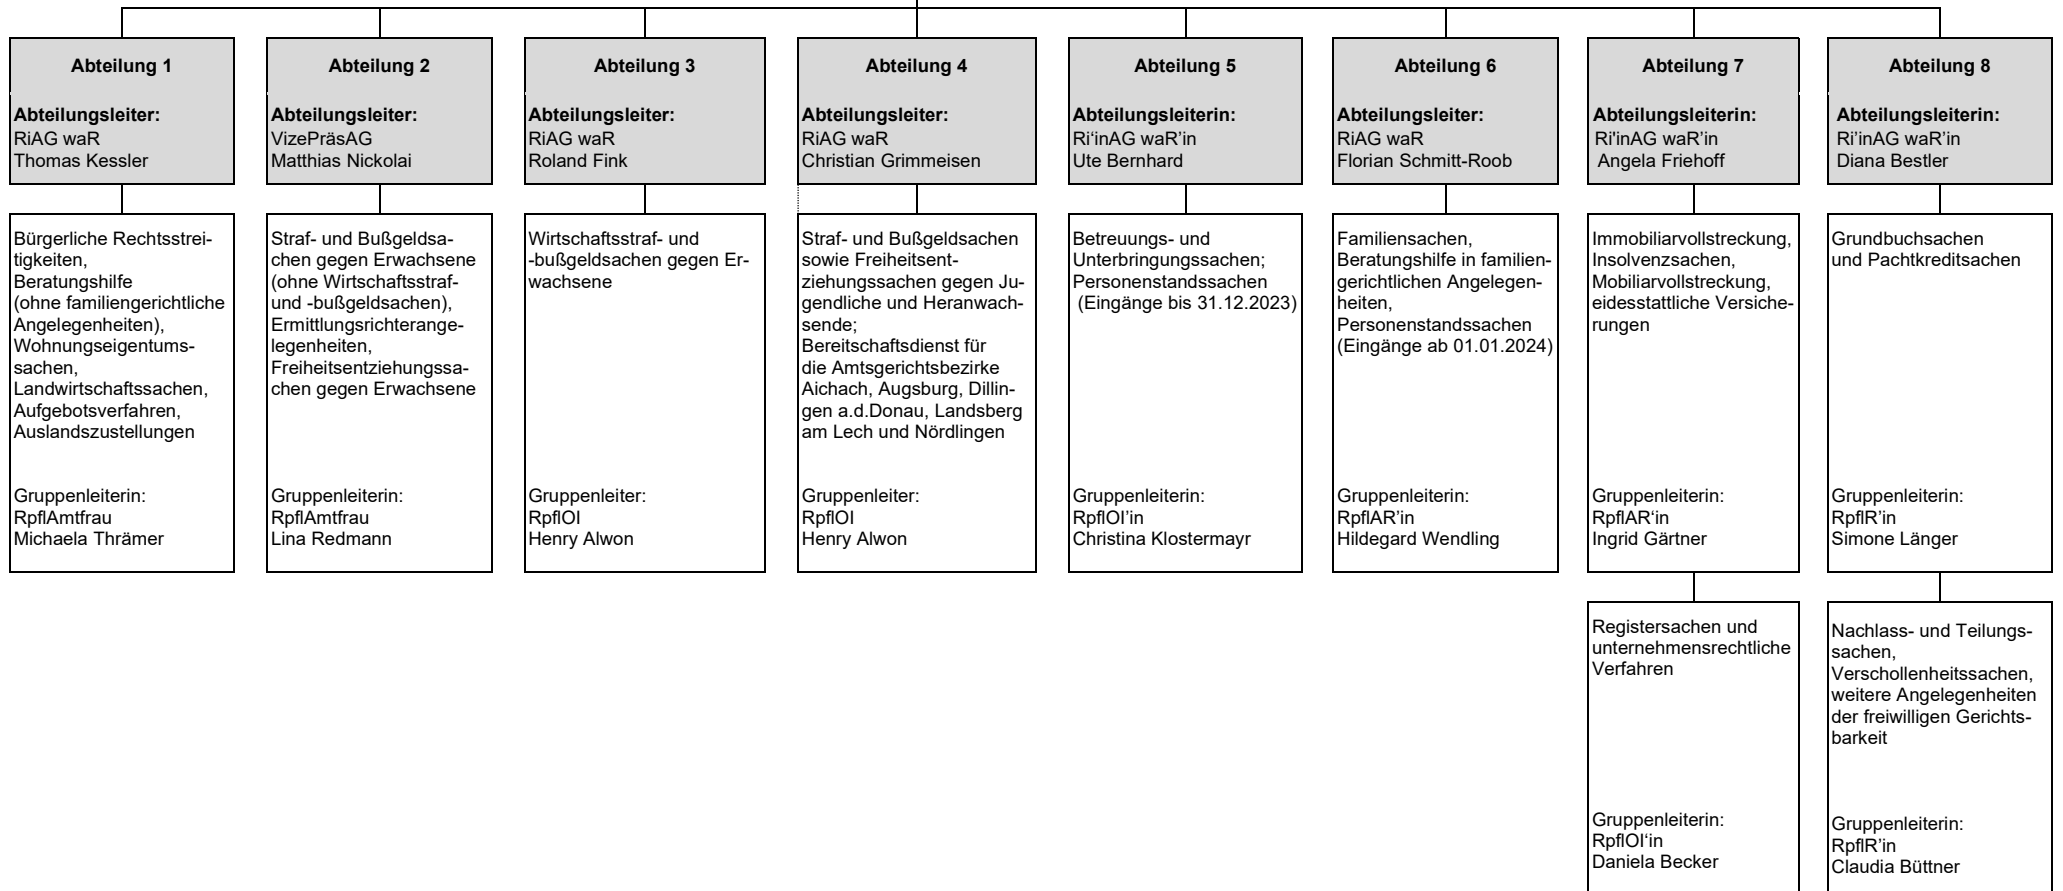 Abteilung 1
Abteilungsleiter:
RiAG waR
Thomas Kessler
Bürgerliche Rechtsstrei-
tigkeiten,
Beratungshilfe
(ohne familiengerichtliche
Angelegenheiten),
Wohnungseigentums-
sachen,
Landwirtschaftssachen,
Aufgebotsverfahren,
Auslandszustellungen
Gruppenleiterin:
RpflAmtfrau
Michaela Thrämer
Abteilung 2
Abteilungsleiter:
VizePräsAG
Matthias Nickolai
Straf- und Bußgeldsa-
chen gegen Erwachsene
(ohne Wirtschaftsstraf-
und -bußgeldsachen),
Ermittlungsrichterange-
legenheiten,
Freiheitsentziehungssa-
chen gegen Erwachsene
Gruppenleiterin:
RpflAmtfrau
Lina Redmann
Abteilung 3
Abteilungsleiter:
RiAG waR
Roland Fink
Wirtschaftsstraf- und
-bußgeldsachen gegen Er-
wachsene
Gruppenleiter:
RpflOI
Henry Alwon
Abteilung 4
Abteilungsleiter:
RiAG waR
Christian Grimmeisen
Straf- und Bußgeldsachen
sowie Freiheitsent-
ziehungssachen gegen Ju-
gendliche und Heranwach-
sende;
Bereitschaftsdienst für
die Amtsgerichtsbezirke
Aichach, Augsburg, Dillin-
gen a.d.Donau, Landsberg
am Lech und Nördlingen
Gruppenleiter:
RpflOI
Henry Alwon
Abteilung 5
Abteilungsleiterin:
Ri‘inAG waR’in
Ute Bernhard
Betreuungs- und
Unterbringungssachen;
Personenstandssachen
(Eingänge bis 31.12.2023)
Gruppenleiterin:
RpflOI’in
Christina Klostermayr
Abteilung 6
Abteilungsleiter:
RiAG waR
Florian Schmitt-Roob
Familiensachen,
Beratungshilfe in familien-
gerichtlichen Angelegen-
heiten,
Personenstandssachen
(Eingänge ab 01.01.2024)
Gruppenleiterin:
RpflAR’in
Hildegard Wendling
Abteilung 7
Abteilungsleiterin:
Ri'inAG waR’in
Angela Friehoff
Immobiliarvollstreckung,
Insolvenzsachen,
Mobiliarvollstreckung,
eidesstattliche Versiche-
rungen
Gruppenleiterin:
RpflAR‘in
Ingrid Gärtner
Registersachen und
unternehmensrechtliche
Verfahren
Gruppenleiterin:
RpflOI‘in
Daniela Becker
Abteilung 8
Abteilungsleiterin:
Ri’inAG waR’in
Diana Bestler
Grundbuchsachen
und Pachtkreditsachen
Gruppenleiterin:
RpflR’in
Simone Länger
Nachlass- und Teilungs-
sachen,
Verschollenheitssachen,
weitere Angelegenheiten
der freiwilligen Gerichts-
barkeit
Gruppenleiterin:
RpflR’in
Claudia Büttner